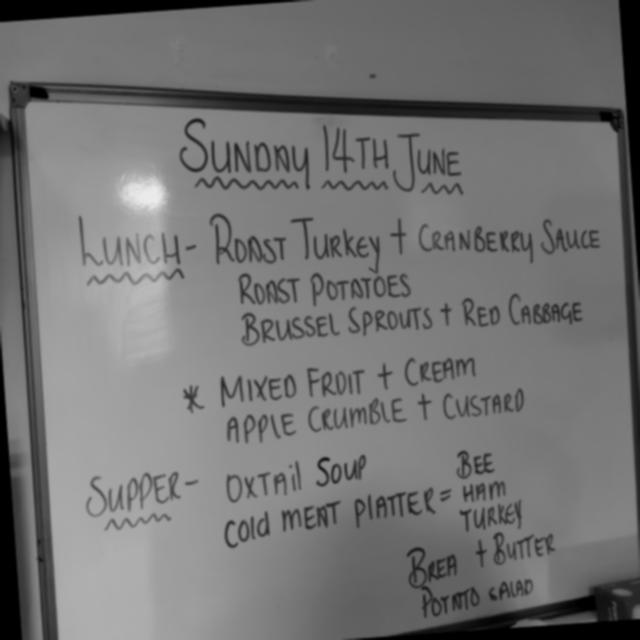 SUNDAY 14TH JUNE
LUNCH - ROAST TURKEY + CRANBERRY SAUCE
ROAST POTATOES
BRUSSEL SPROUTS + RED CABBAGE
* MIXED FRUIT + CREAM
APPLE CRUMBLE + CUSTARD
SUPPER - OXTAIL SOUP
COLD MEAT PLATTER = BEE
HAM
TURKEY
BREA + BUTTER
POTATO SALAD